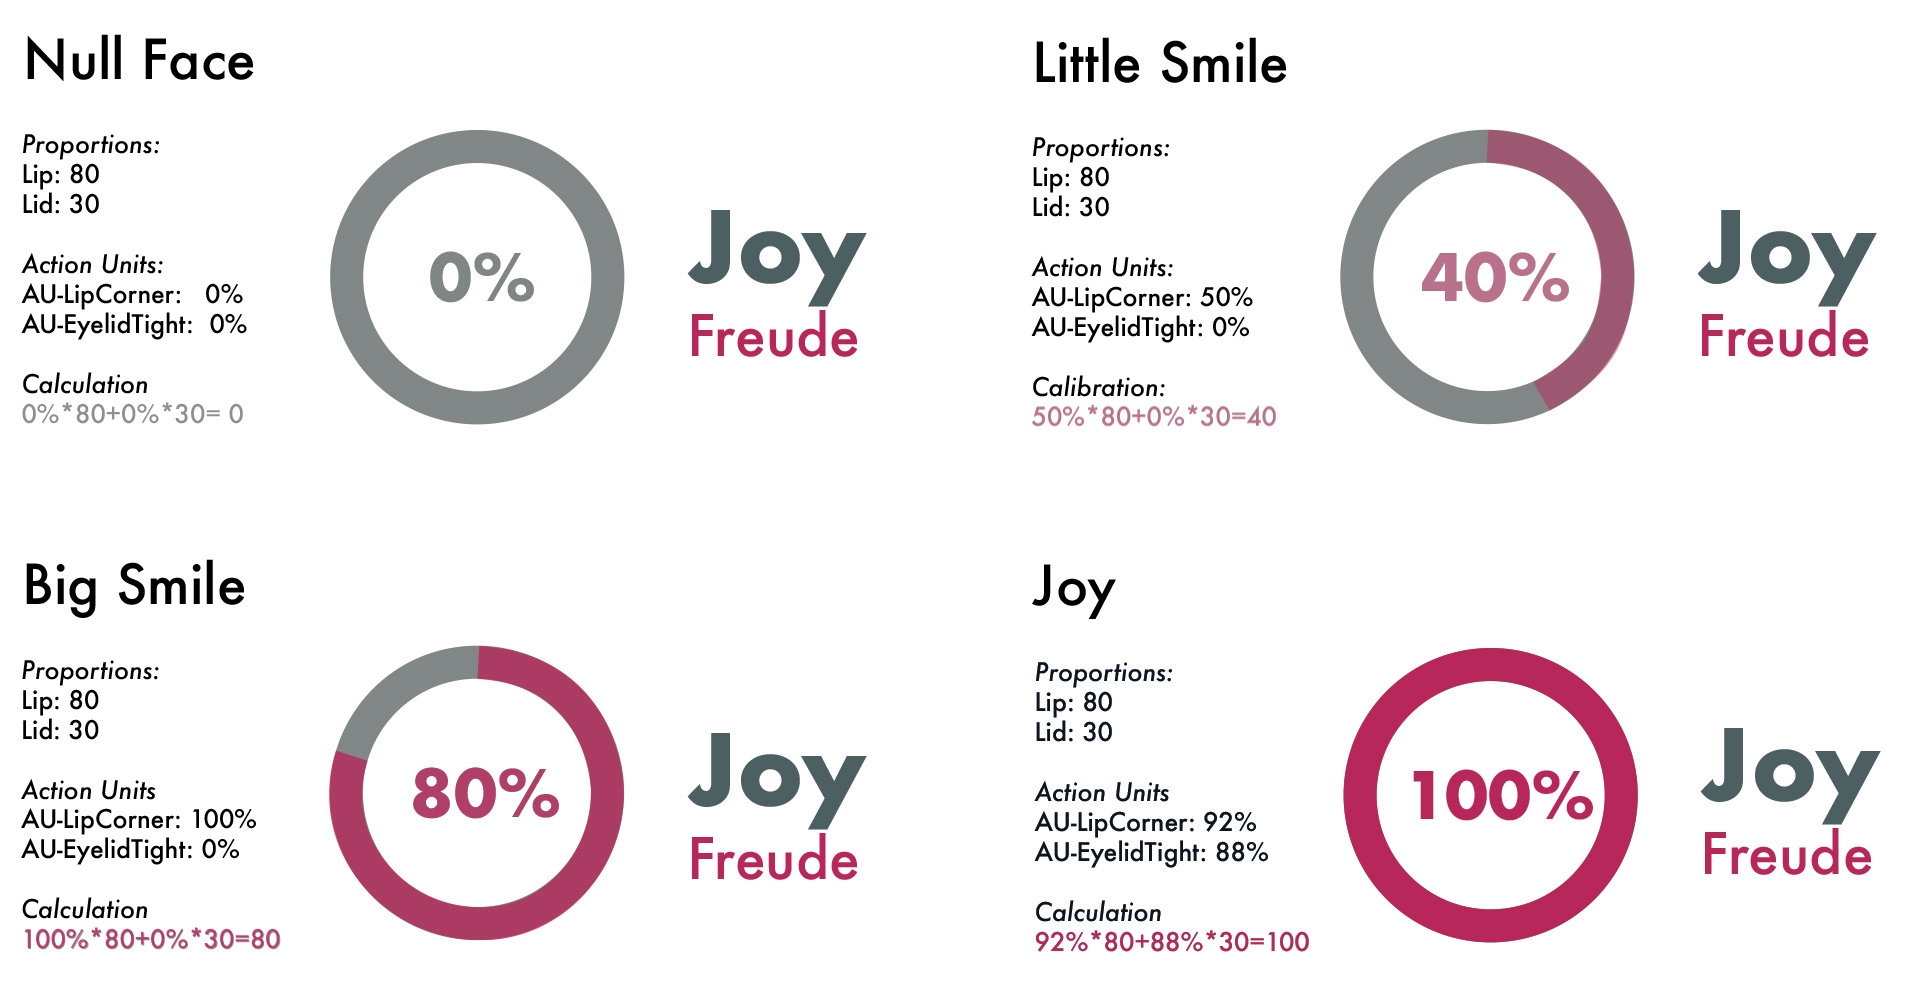 Null Face
Proportions:
Lip: 80
Lid: 30
Action Units:
AU-LipCorner: 0%
AU-EyelidTight: 0%
Calculation
0%*80+0%*30= 0
0%
Joy
Freude
Little Smile
Proportions:
Lip: 80
Lid: 30
Action Units:
AU-LipCorner: 50%
AU-EyelidTight: 0%
Calibration:
50%*80+0%*30=40
40%
Joy
Freude
Big Smile
Proportions:
Lip: 80
Lid: 30
Action Units
AU-LipCorner: 100%
AU-EyelidTight: 0%
Calculation
100%*80+0%*30=80
80%
Joy
Freude
Joy
Proportions:
Lip: 80
Lid: 30
Action Units
AU-LipCorner: 92%
AU-EyelidTight: 88%
Calculation
92%*80+88%*30=100
100%
Joy
Freude